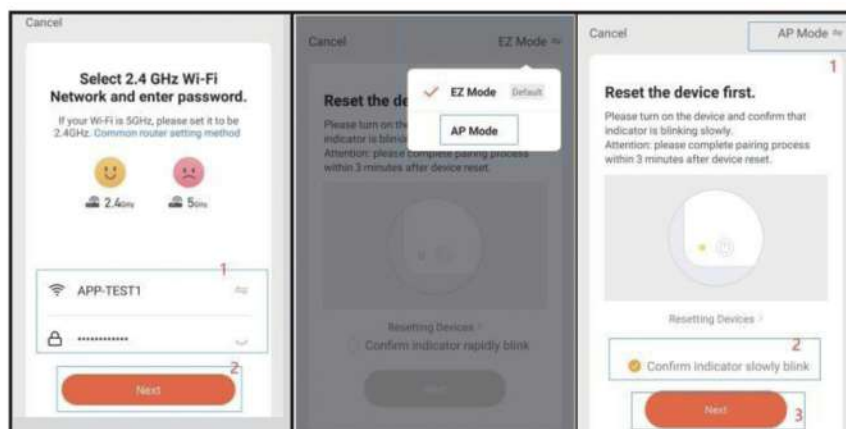 Cancel
Select 2.4 GHz Wi-Fi
Network and enter password.
If your Wi-Fi is 5GHz, please set it to be
2.4GHz. Common router setting method
2.4GHz
5GHz
1
APP-TEST1
2
Next
Cancel
EZ Mode
EZ Mode Default
AP Mode
Reset the de
Please turn on the
indicator is blinki
Attention: please complete pairing process
within 3 minutes after device reset.
Resetting Devices >
Confirm indicator rapidly blink
Next
Cancel
AP Mode
1
Reset the device first.
Please turn on the device and confirm that
indicator is blinking slowly.
Attention: please complete pairing process
within 3 minutes after device reset.
Resetting Devices >
2
Confirm indicator slowly blink
Next
3